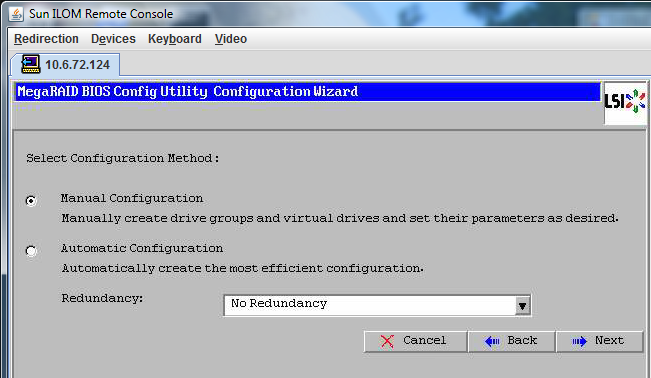 Sun ILOM Remote Console
Redirection Devices Keyboard Video
10.6.72.124
MegaRAID BIOS Config Utility Configuration Wizard
LSI
Select Configuration Method:
Manual Configuration
Manually create drive groups and virtual drives and set their parameters as desired.
Automatic Configuration
Automatically create the most efficient configuration.
Redundancy: No Redundancy
Cancel Back Next